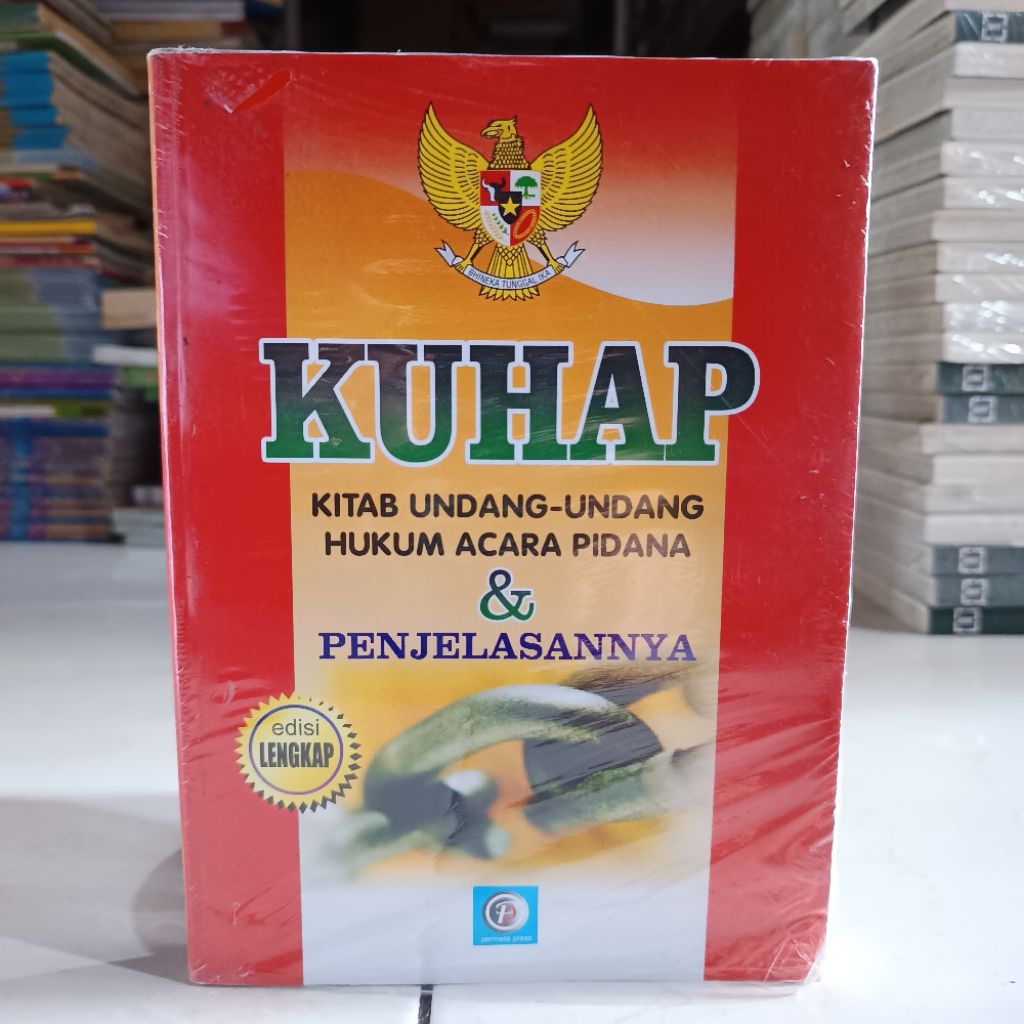 BHINEKA TUNGGAL IKA
KUHAP
KITAB UNDANG-UNDANG
HUKUM ACARA PIDANA
&
PENJELASANNYA
edisi
LENGKAP
permata press